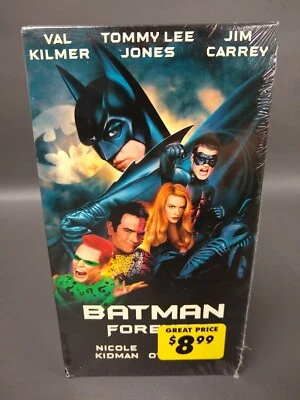 VAL KILMER
TOMMY LEE JONES
JIM CARREY
BATMAN
FORE
GREAT PRICE
$8.99
NICOLE KIDMAN